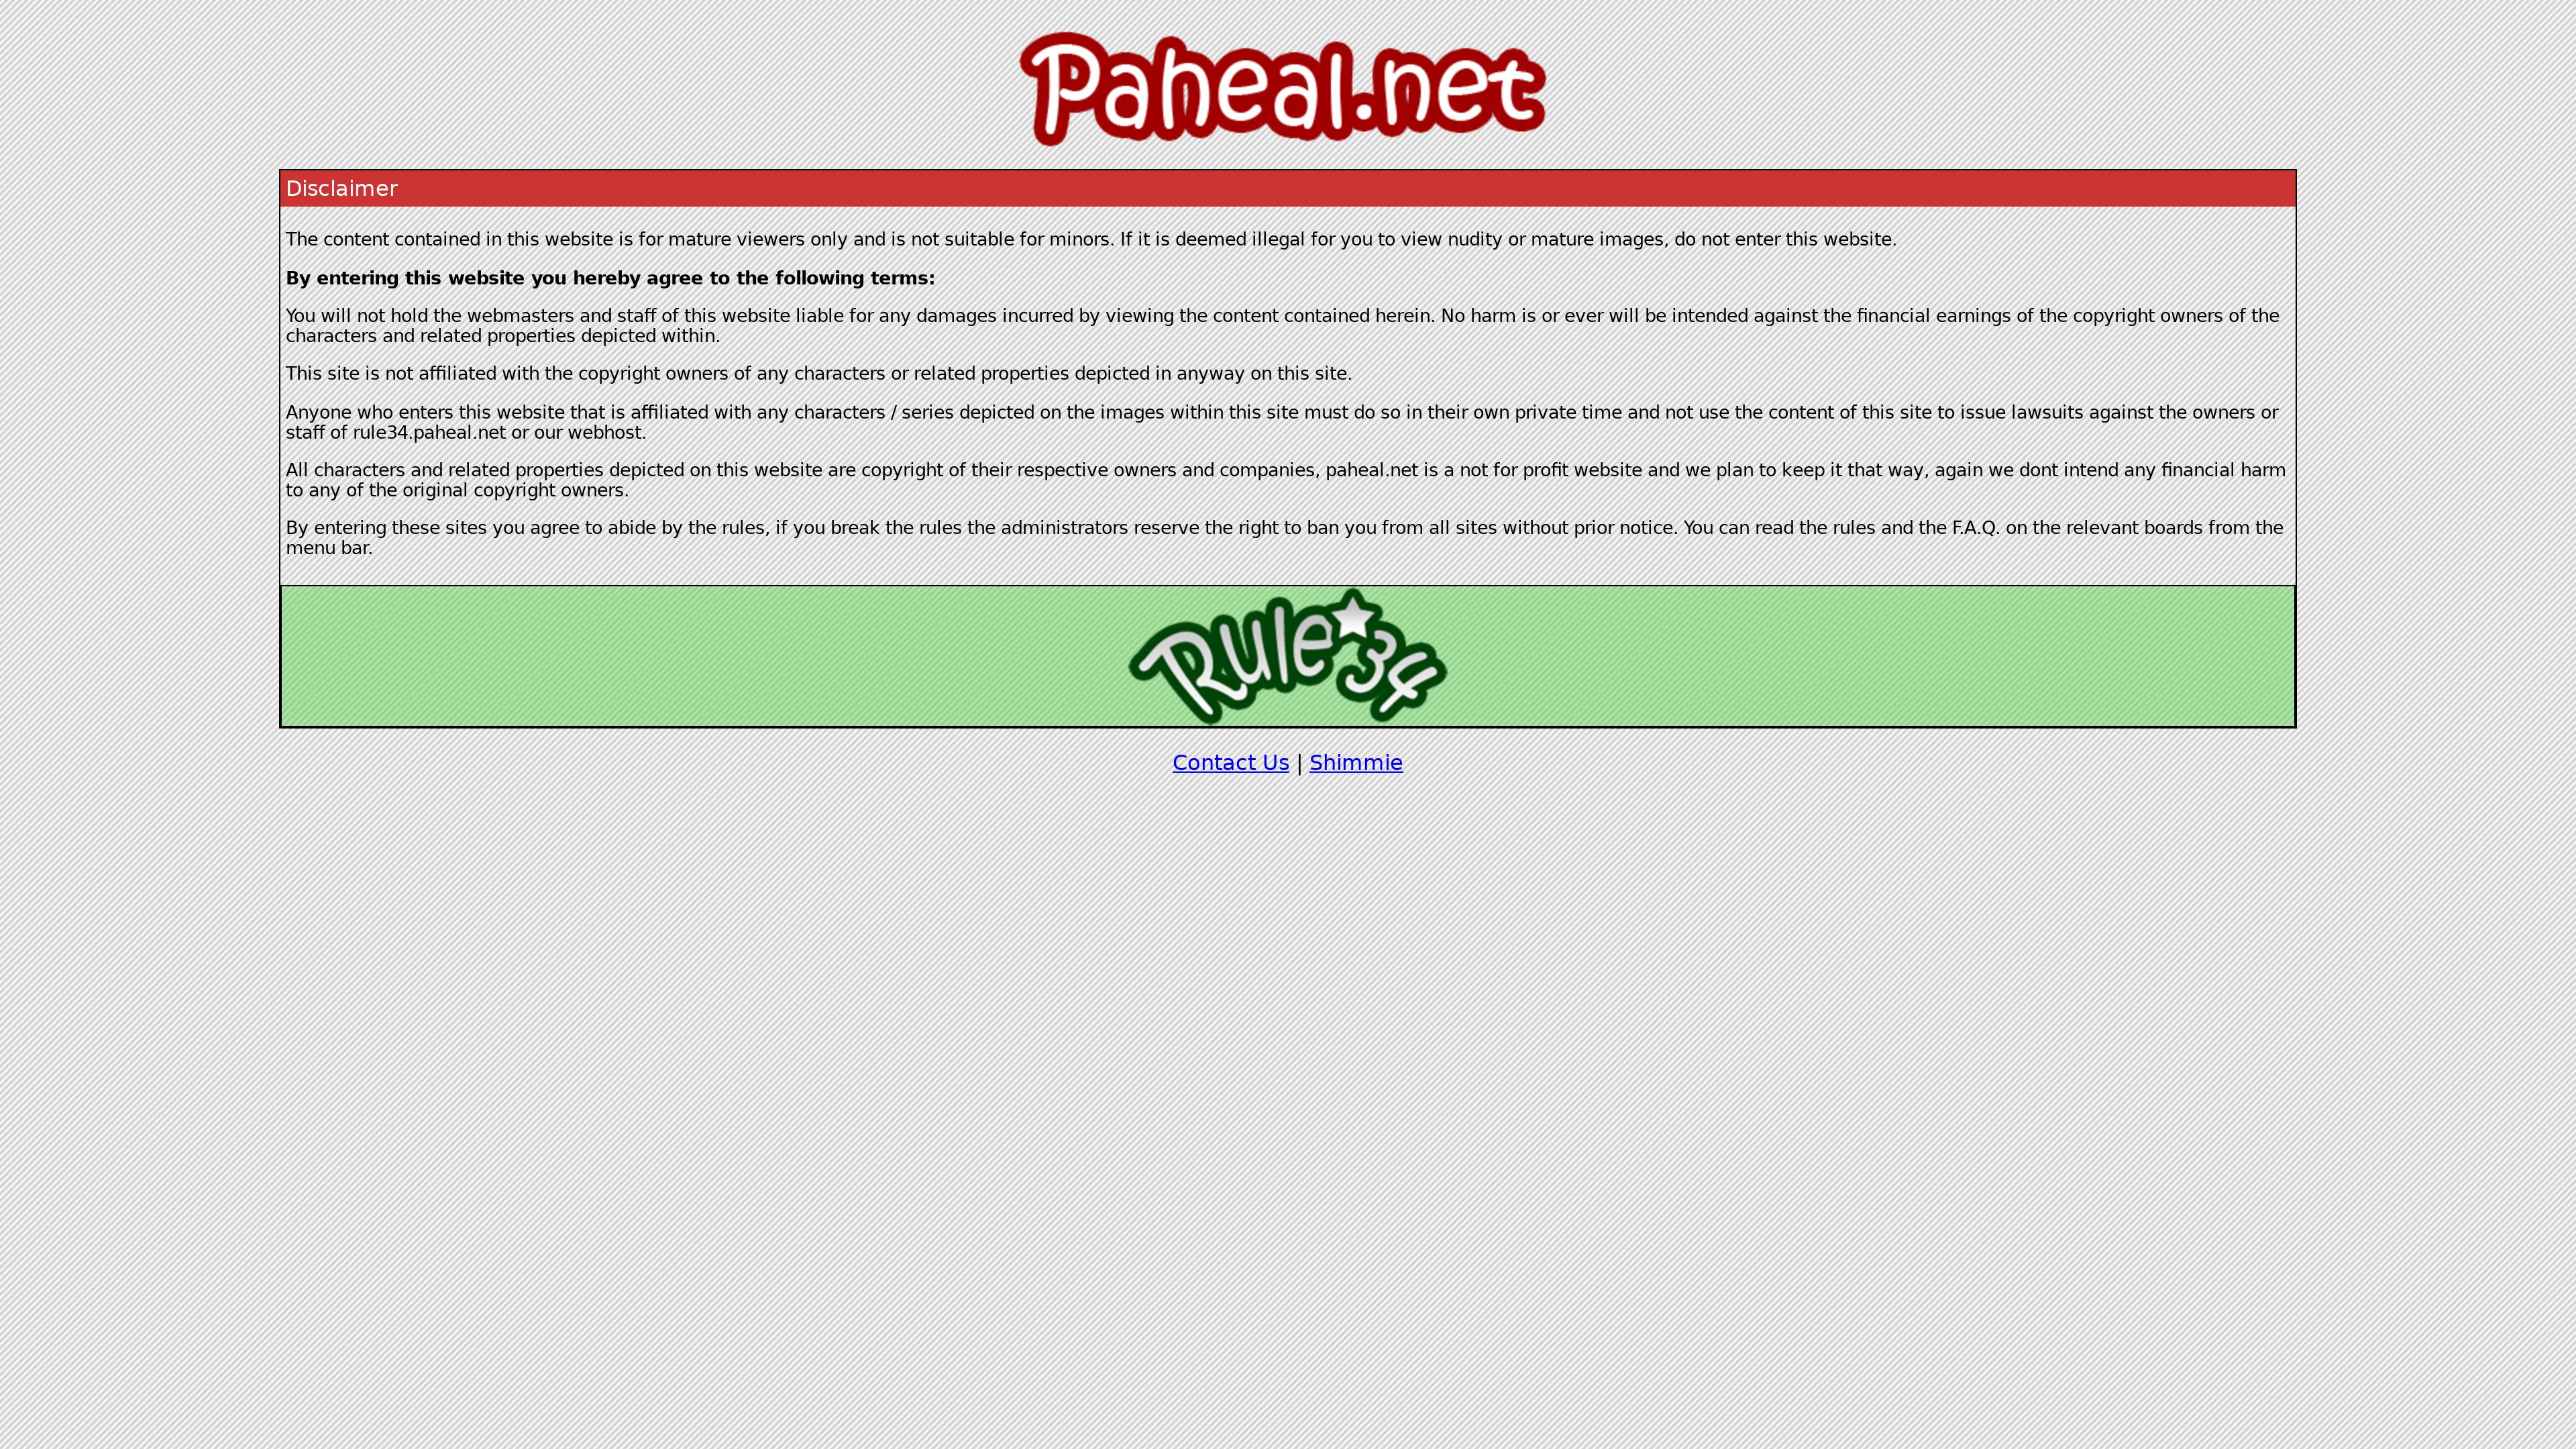 Paheal.net
Disclaimer
The content contained in this website is for mature viewers only and is not suitable for minors. If it is deemed illegal for you to view nudity or mature images, do not enter this website.
By entering this website you hereby agree to the following terms:
You will not hold the webmasters and staff of this website liable for any damages incurred by viewing the content contained herein. No harm is or ever will be intended against the financial earnings of the copyright owners of the
characters and related properties depicted within.
This site is not affiliated with the copyright owners of any characters or related properties depicted in anyway on this site.
Anyone who enters this website that is affiliated with any characters / series depicted on the images within this site must do so in their own private time and not use the content of this site to issue lawsuits against the owners or
staff of rule34.paheal.net or our webhost.
All characters and related properties depicted on this website are copyright of their respective owners and companies, paheal.net is a not for profit website and we plan to keep it that way, again we dont intend any financial harm
to any of the original copyright owners.
By entering these sites you agree to abide by the rules, if you break the rules the administrators reserve the right to ban you from all sites without prior notice. You can read the rules and the F.A.Q. on the relevant boards from the
menu bar.
Rule34
Contact Us | Shimmie